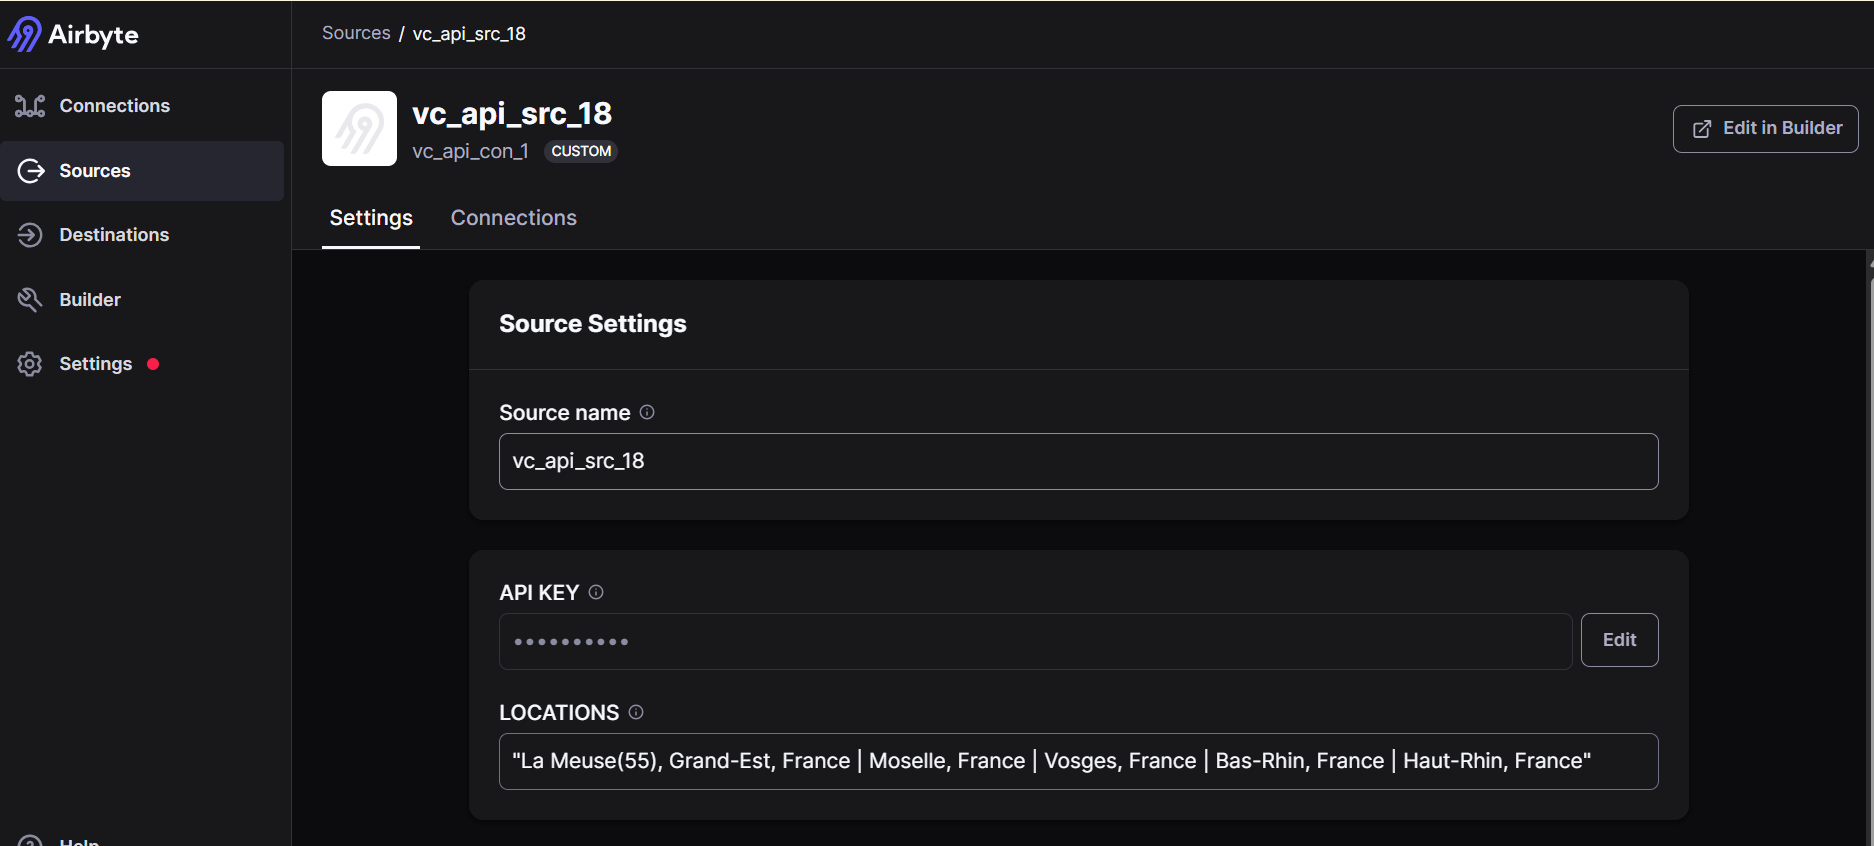 Airbyte
Connections
Sources
Destinations
Builder
Settings
Help
Sources / vc_api_src_18
vc_api_src_18
vc_api_con_1 CUSTOM
Edit in Builder
Settings Connections
Source Settings
Source name
vc_api_src_18
API KEY
Edit
LOCATIONS
"La Meuse(55), Grand-Est, France | Moselle, France | Vosges, France | Bas-Rhin, France | Haut-Rhin, France"